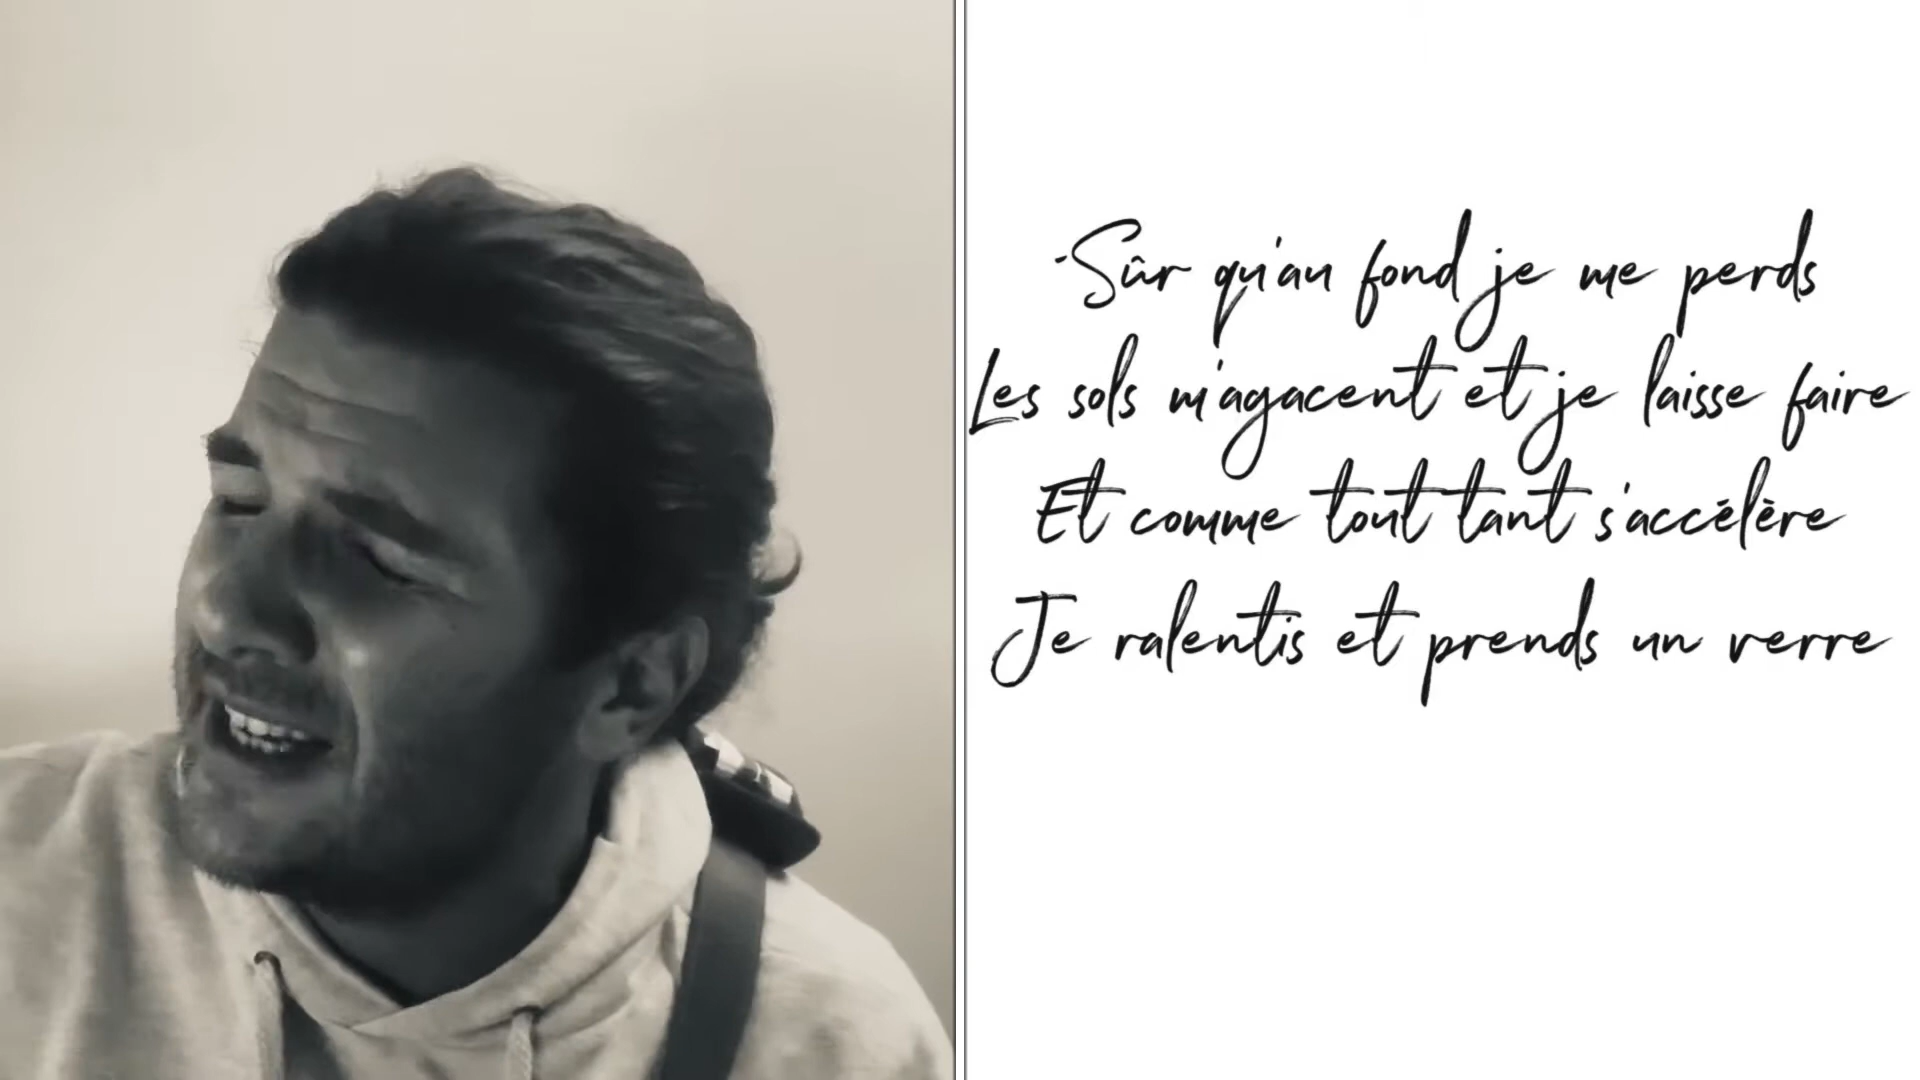 -Sûr qu'au fond je me perds
Les sols m'agacent et je laisse faire
Et comme tout tant s'accélère
Je ralentis et prends un verre